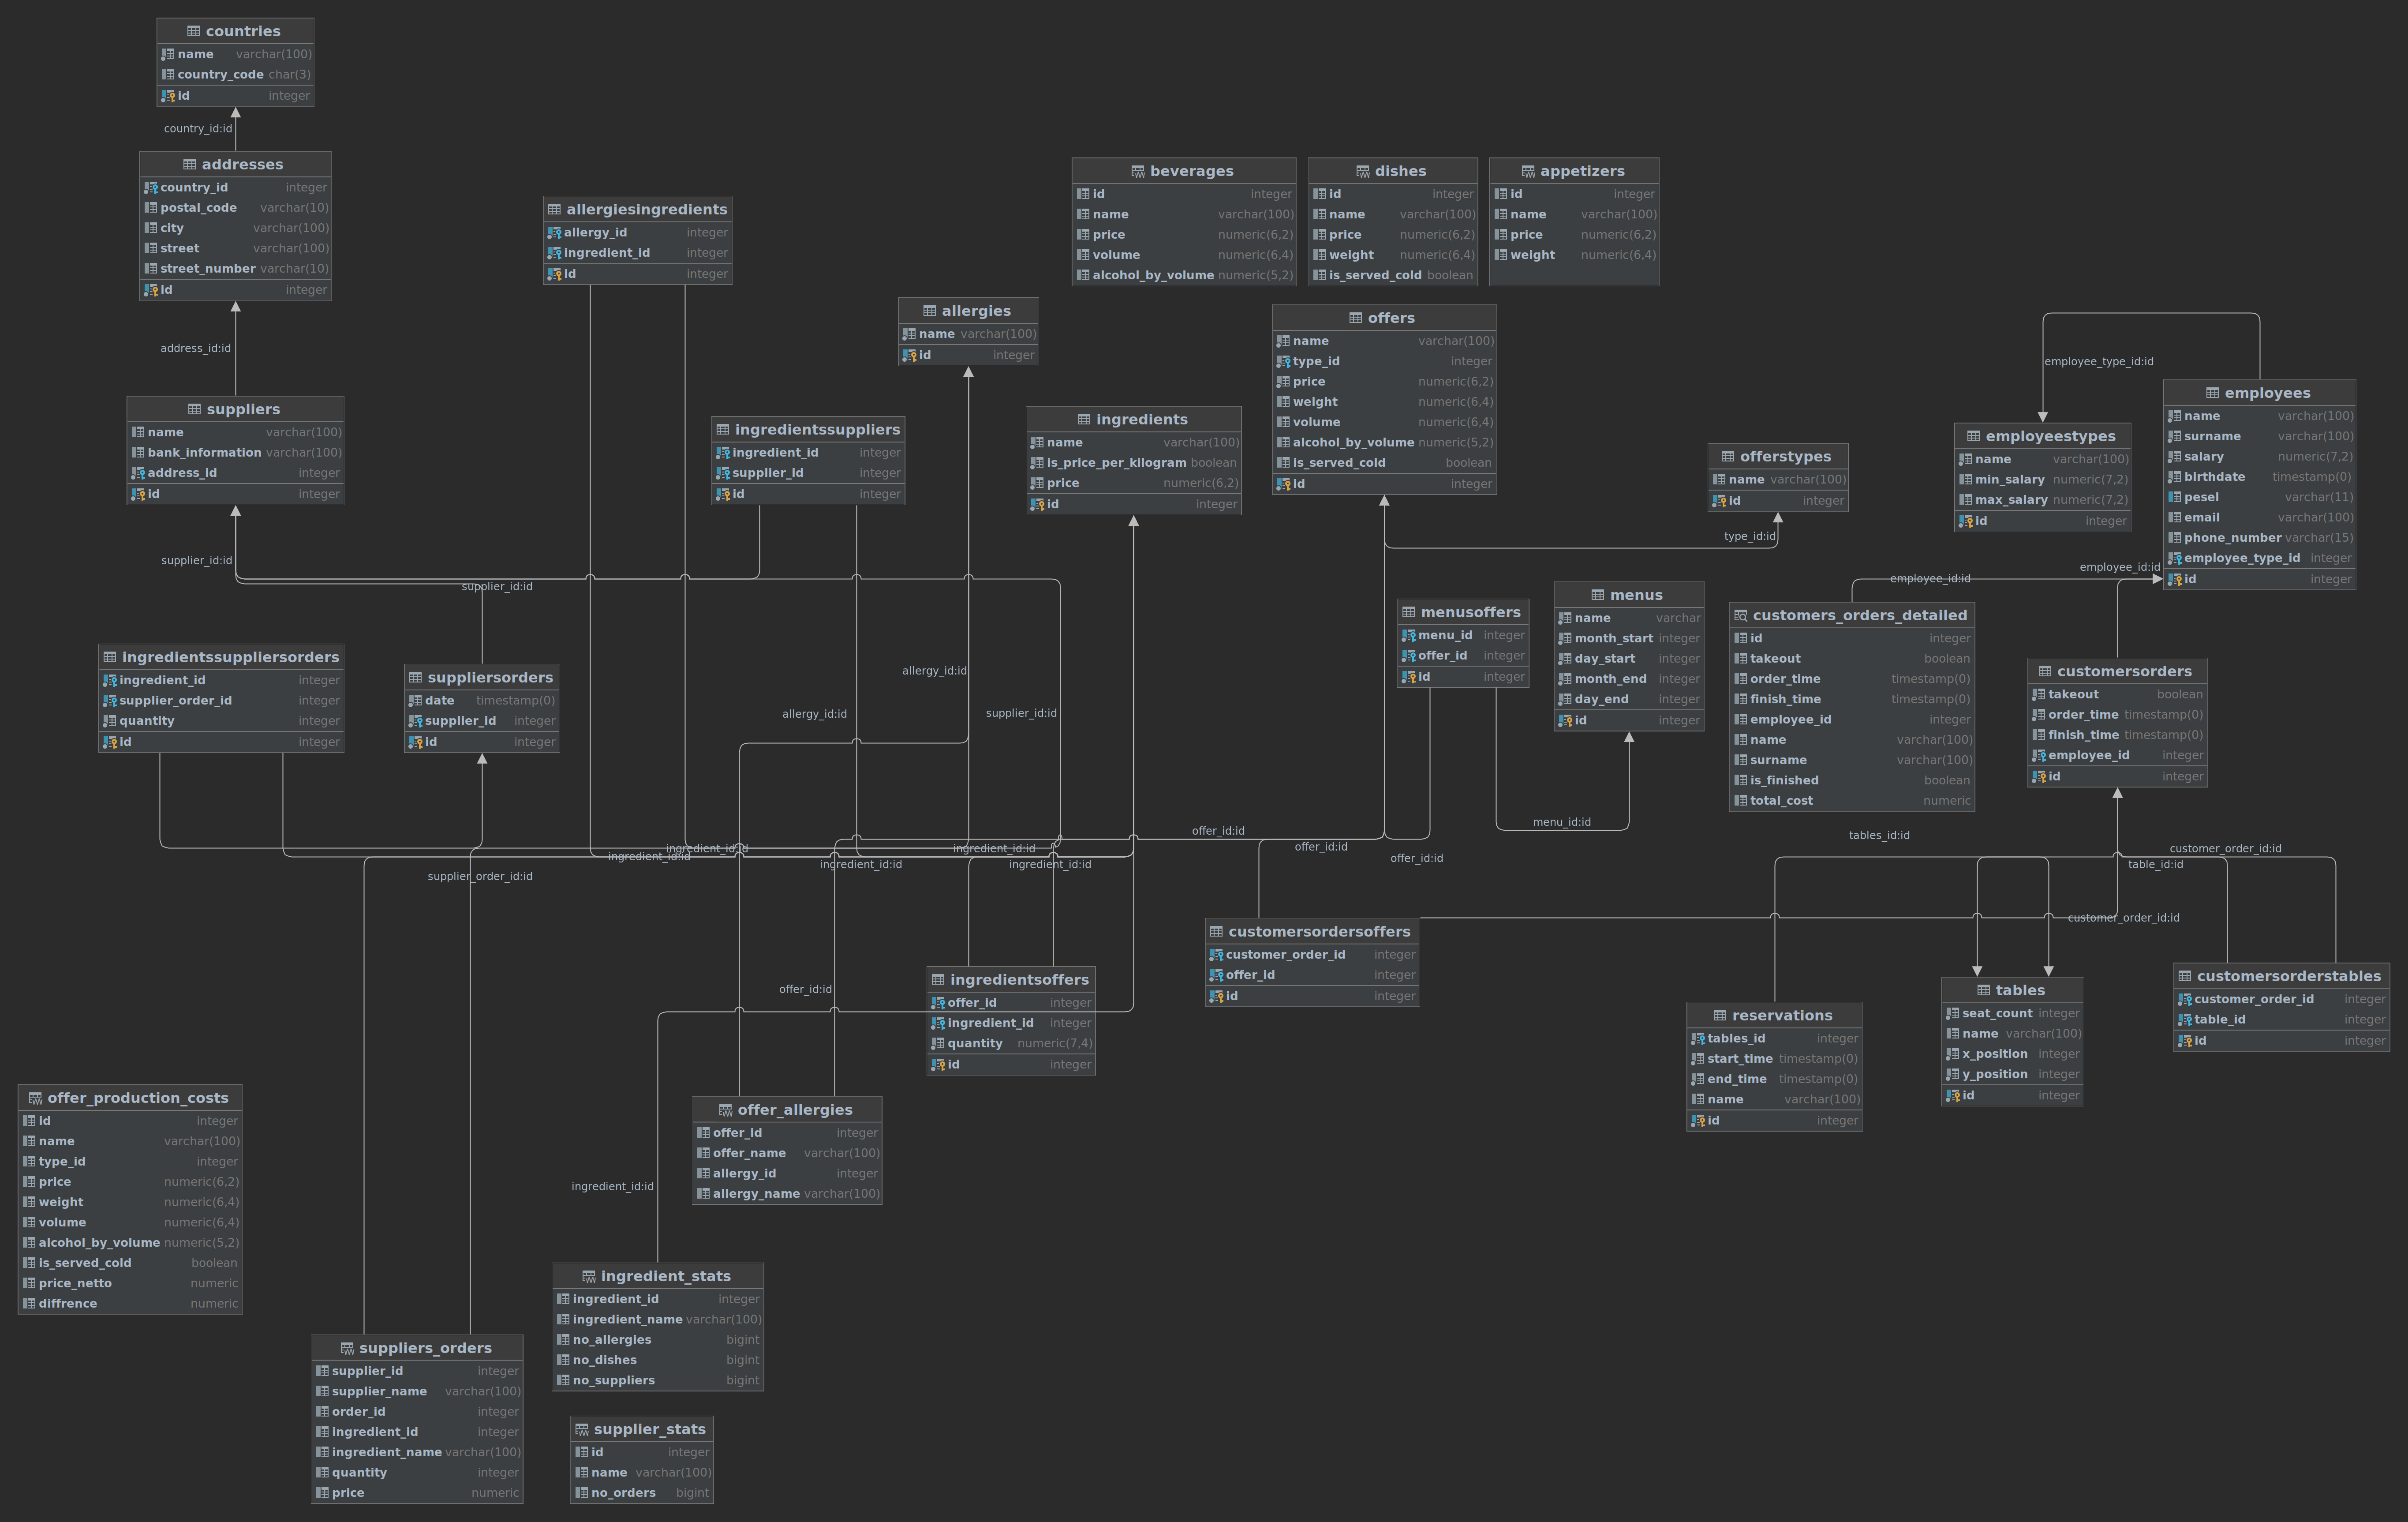 countries
name varchar(100)
country_code char(3)
id integer
country_id:id
addresses
country_id integer
postal_code varchar(10)
city varchar(100)
street varchar(100)
street_number varchar(10)
id integer
address_id:id
suppliers
name varchar(100)
bank_information varchar(100)
address_id integer
id integer
supplier_id:id
supplier_id:id
allergiesingredients
allergy_id integer
ingredient_id integer
id integer
beverages
id integer
name varchar(100)
price numeric(6,2)
volume numeric(6,4)
alcohol_by_volume numeric(5,2)
dishes
id integer
name varchar(100)
price numeric(6,2)
weight numeric(6,4)
is_served_cold boolean
appetizers
id integer
name varchar(100)
price numeric(6,2)
weight numeric(6,4)
allergies
name varchar(100)
id integer
offers
name varchar(100)
type_id integer
price numeric(6,2)
weight numeric(6,4)
volume numeric(6,4)
alcohol_by_volume numeric(5,2)
is_served_cold boolean
id integer
ingredientssuppliers
ingredient_id integer
supplier_id integer
id integer
ingredients
name varchar(100)
is_price_per_kilogram boolean
price numeric(6,2)
id integer
offerstypes
name varchar(100)
id integer
type_id:id
employee_type_id:id
employeestypes
name varchar(100)
min_salary numeric(7,2)
max_salary numeric(7,2)
id integer
employees
name varchar(100)
surname varchar(100)
salary numeric(7,2)
birthdate timestamp(0)
pesel varchar(11)
email varchar(100)
phone_number varchar(15)
employee_type_id integer
id integer
employee_id:id
employee_id:id
ingredientssuppliersorders
ingredient_id integer
supplier_order_id integer
quantity integer
id integer
suppliersorders
date timestamp(0)
supplier_id integer
id integer
allergy_id:id
allergy_id:id
supplier_id:id
menusoffers
menu_id integer
offer_id integer
id integer
menus
name varchar
month_start integer
day_start integer
month_end integer
day_end integer
id integer
menu_id:id
customers_orders_detailed
id integer
takeout boolean
order_time timestamp(0)
finish_time timestamp(0)
employee_id integer
name varchar(100)
surname varchar(100)
is_finished boolean
total_cost numeric
customersorders
takeout boolean
order_time timestamp(0)
finish_time timestamp(0)
employee_id integer
id integer
offer_id:id
offer_id:id
offer_id:id
ingredient_id:id
ingredient_id:id
ingredient_id:id
ingredient_id:id
ingredient_id:id
supplier_order_id:id
tables_id:id
customer_order_id:id
table_id:id
customer_order_id:id
customersordersoffers
customer_order_id integer
offer_id integer
id integer
ingredientsoffers
offer_id integer
ingredient_id integer
quantity numeric(7,4)
id integer
offer_id:id
reservations
tables_id integer
start_time timestamp(0)
end_time timestamp(0)
name varchar(100)
id integer
tables
seat_count integer
name varchar(100)
x_position integer
y_position integer
id integer
customersorderstables
customer_order_id integer
table_id integer
id integer
offer_production_costs
id integer
name varchar(100)
type_id integer
price numeric(6,2)
weight numeric(6,4)
volume numeric(6,4)
alcohol_by_volume numeric(5,2)
is_served_cold boolean
price_netto numeric
diffrence numeric
offer_allergies
offer_id integer
offer_name varchar(100)
allergy_id integer
allergy_name varchar(100)
ingredient_id:id
ingredient_stats
ingredient_id integer
ingredient_name varchar(100)
no_allergies bigint
no_dishes bigint
no_suppliers bigint
suppliers_orders
supplier_id integer
supplier_name varchar(100)
order_id integer
ingredient_id integer
ingredient_name varchar(100)
quantity integer
price numeric
supplier_stats
id integer
name varchar(100)
no_orders bigint